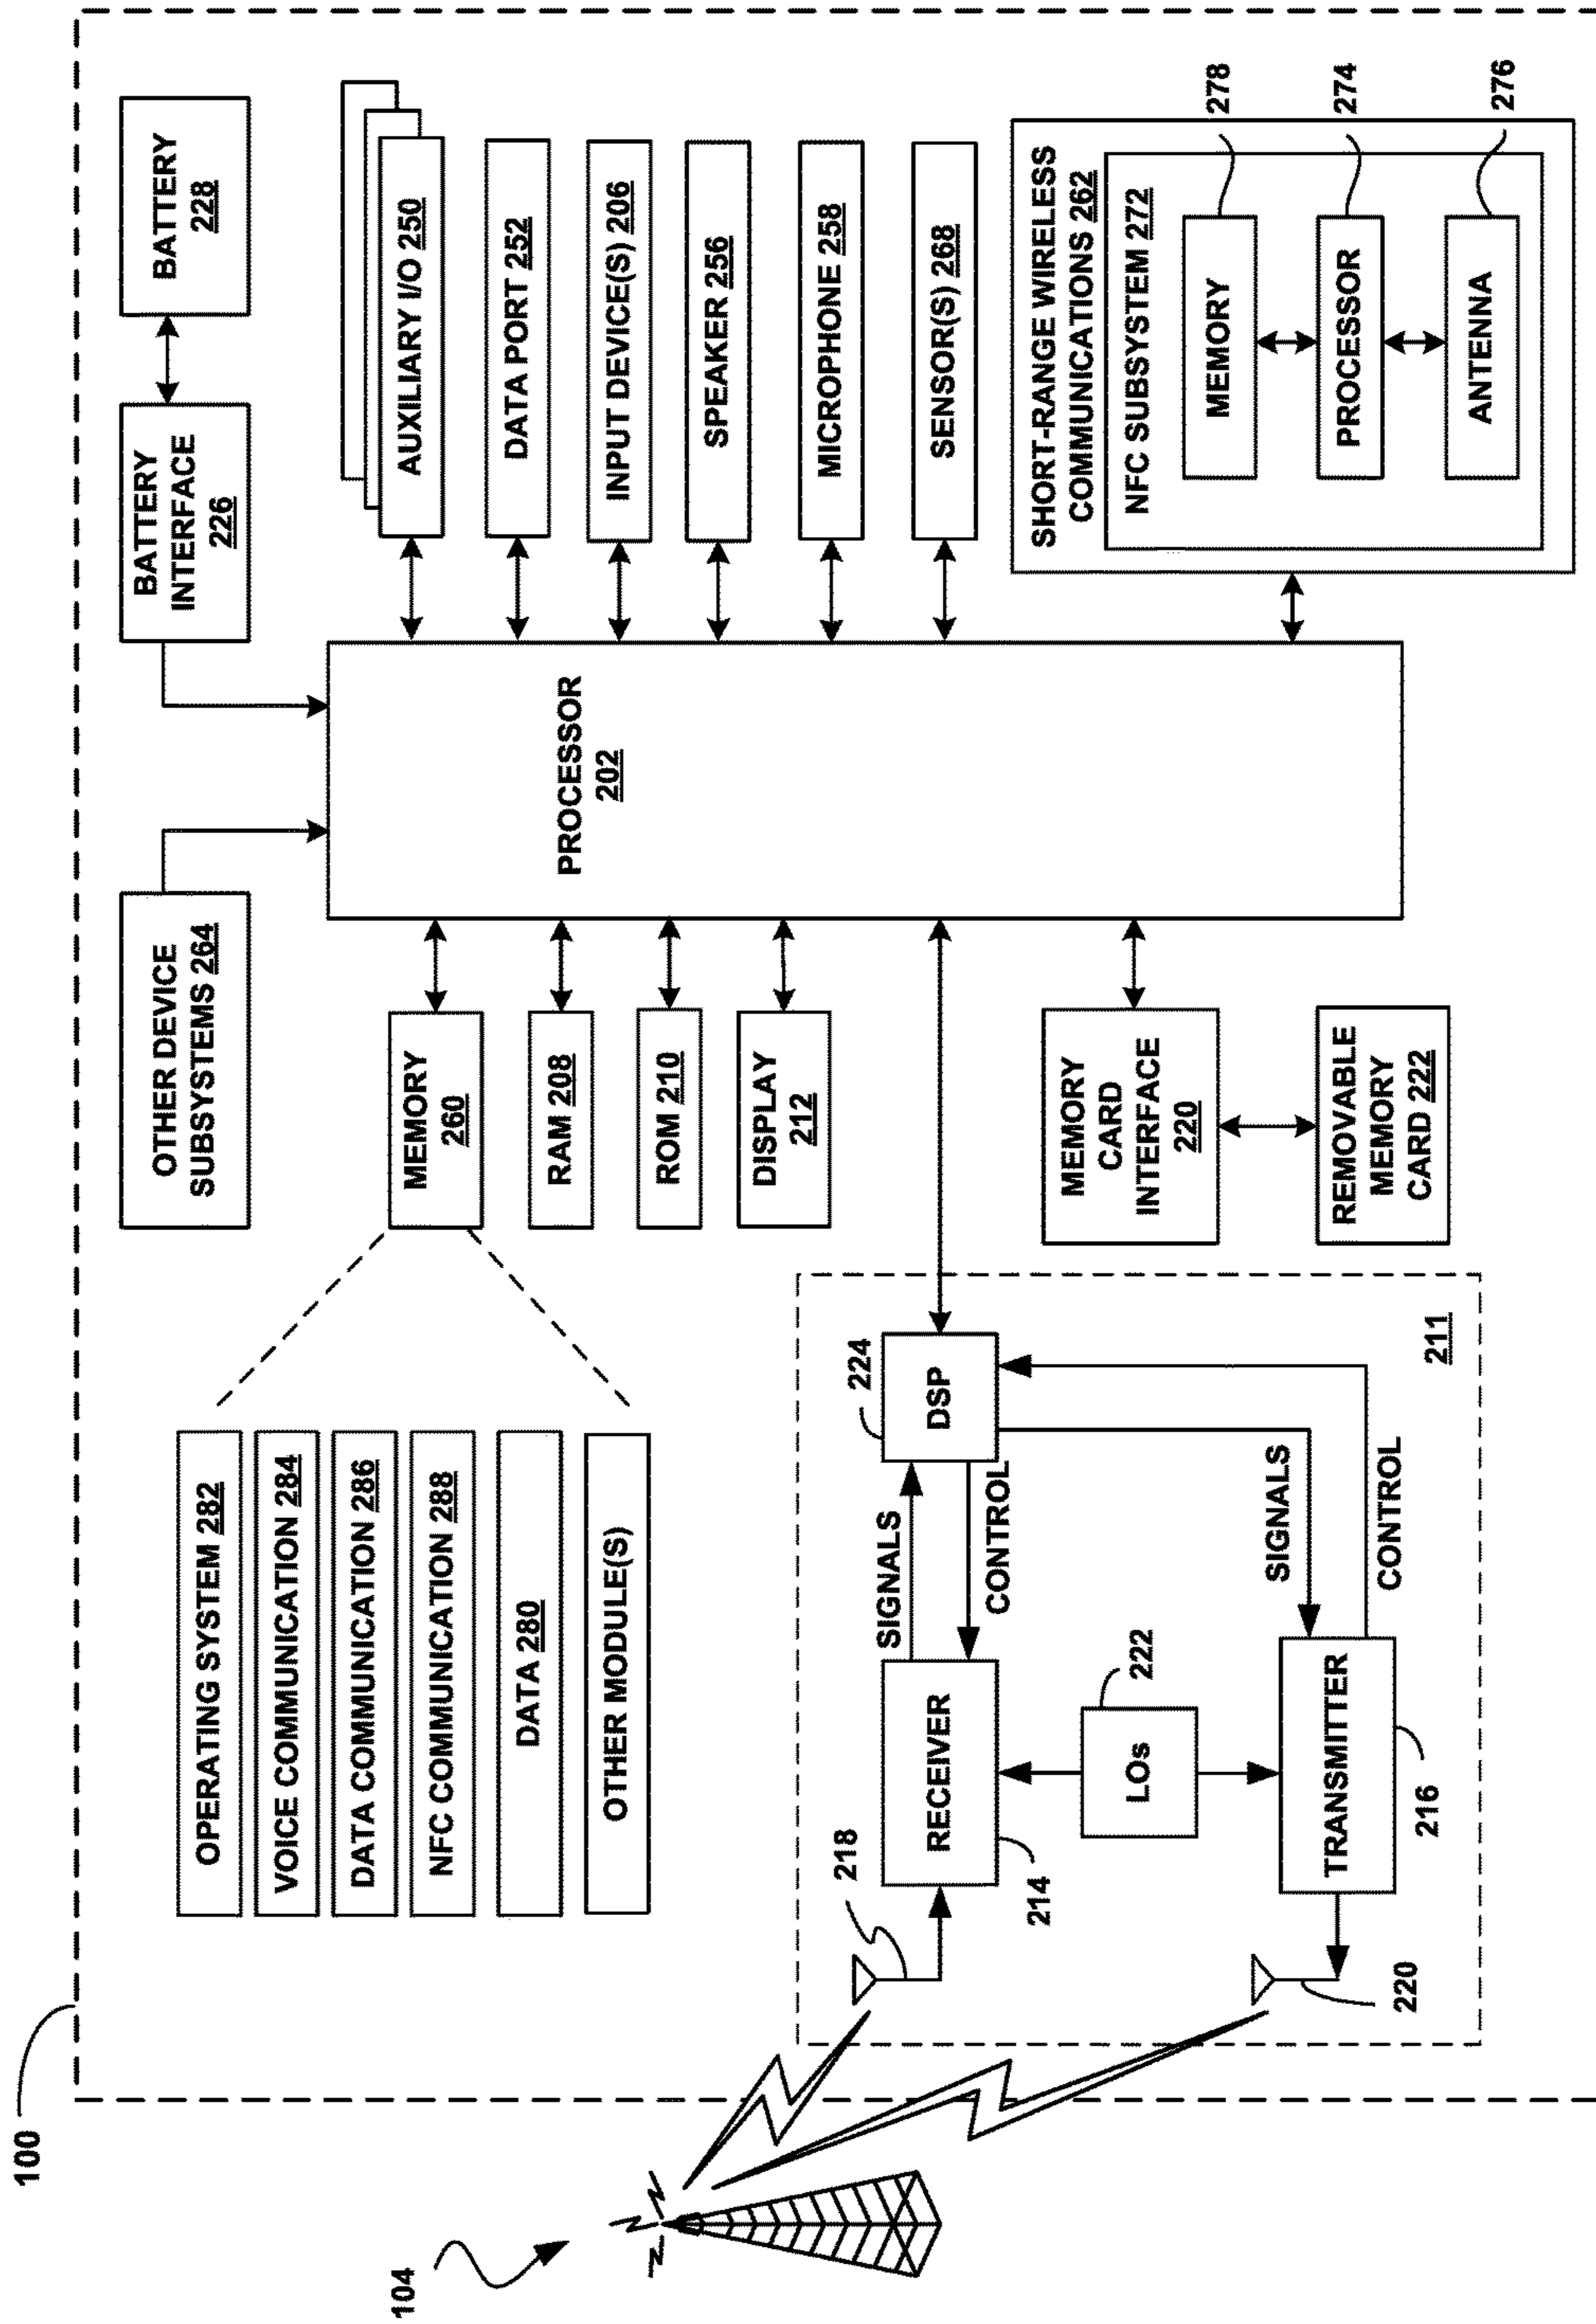 100
104
OTHER DEVICE
SUBSYSTEMS 264
BATTERY
INTERFACE
226
BATTERY
228
OPERATING SYSTEM 282
VOICE COMMUNICATION 284
DATA COMMUNICATION 286
NFC COMMUNICATION 288
DATA 280
OTHER MODULE(S)
MEMORY
260
RAM 208
ROM 210
DISPLAY
212
PROCESSOR
202
AUXILIARY I/O 250
DATA PORT 252
INPUT DEVICE(S) 206
SPEAKER 256
MICROPHONE 258
SENSOR(S) 268
SHORT-RANGE WIRELESS
COMMUNICATIONS 262
NFC SUBSYSTEM 272
MEMORY
278
PROCESSOR
274
ANTENNA
276
MEMORY
CARD
INTERFACE
220
REMOVABLE
MEMORY
CARD 222
218
RECEIVER
214
SIGNALS
CONTROL
224
DSP
LOs
222
SIGNALS
CONTROL
TRANSMITTER
216
220
211